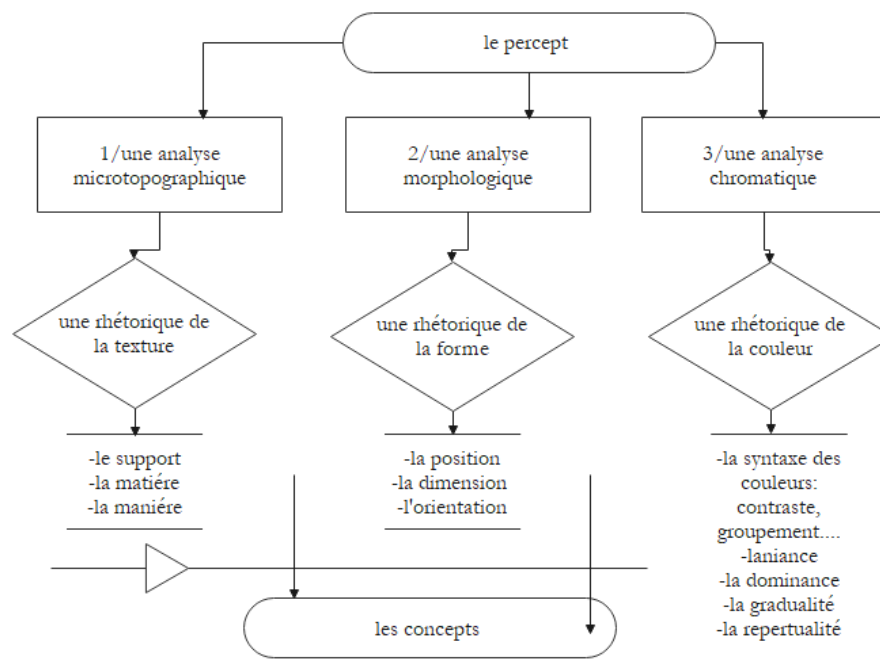 le percept
1/une analyse
microtopographique
2/une analyse
morphologique
3/une analyse
chromatique
une rhétorique de
la texture
une rhétorique de
la forme
une rhétorique de
la couleur
-le support
-la matiére
-la maniére
-la position
-la dimension
-l'orientation
-la syntaxe des
couleurs:
contraste,
groupement....
-laniance
-la dominance
-la gradualité
-la repertualité
les concepts